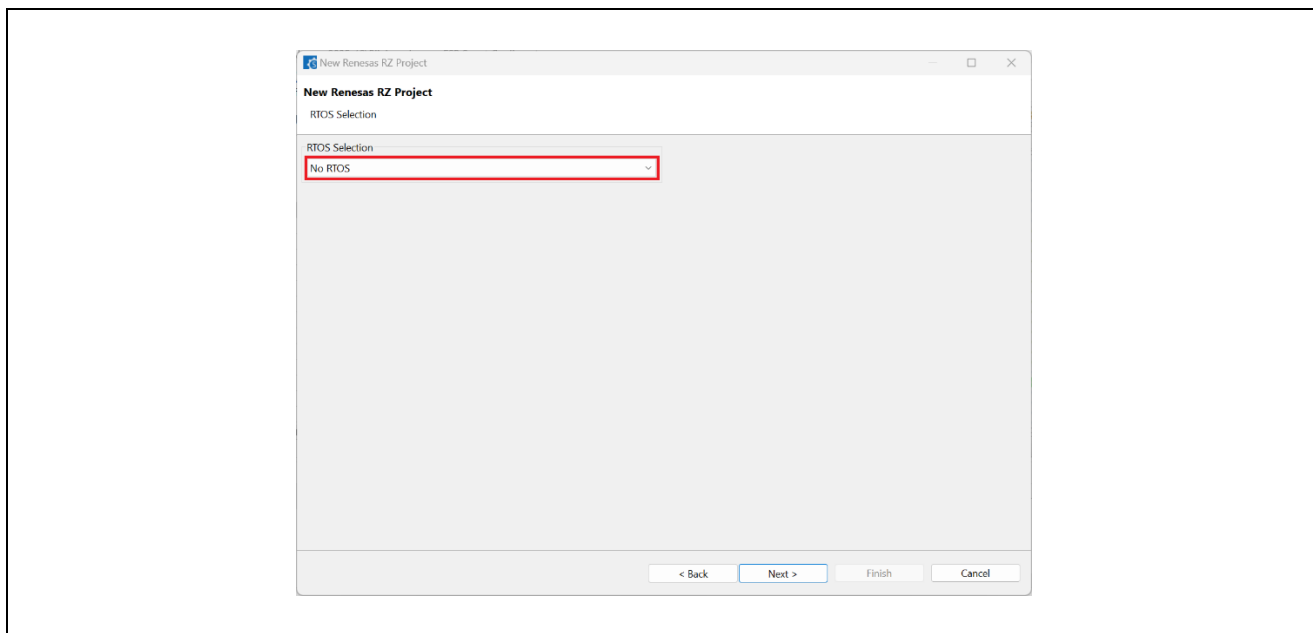 New Renesas RZ Project
New Renesas RZ Project
RTOS Selection
RTOS Selection
No RTOS
< Back Next > Finish Cancel